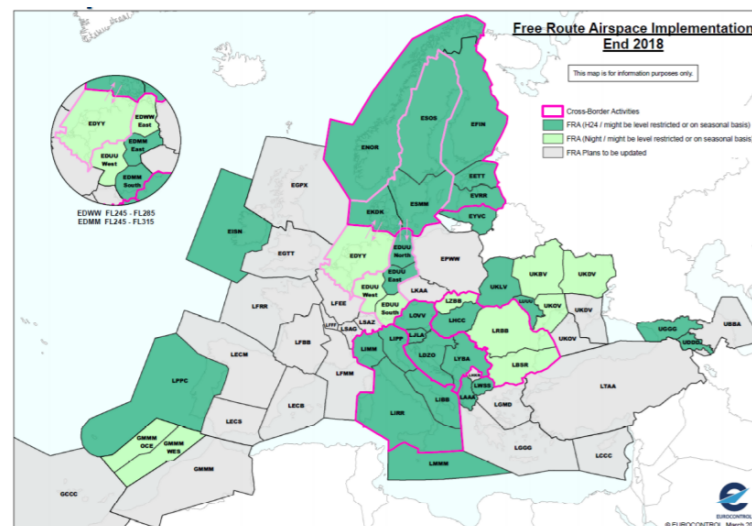 Free Route Airspace Implementation
End 2018
This map is for information purposes only.
Cross-Border Activities
FRA (H24 / might be level restricted or on seasonal basis)
FRA (Night / might be level restricted or on seasonal basis)
FRA Plans to be updated
EDYY
EDWW
East
EDMM
East
EDUU
West
EDMM
South
EDWW FL245 - FL285
EDMM FL245 - FL315
ENOR
ESOS
EFIN
EGPX
EETT
EVRR
EISN
EKDK
ESMM
EYVC
EGTT
EDYY
EDUU
North
EPWW
EDUU
East
UKBV
UKDV
UKLV
LFRR
LFEE
EDUU
West
EDUU
South
LKAA
LZBB
LOVV
LHCC
UKOV
UKDV
UKOV
LFFF
LSAG
LSAZ
LFBB
LIMM
LIPP
LJLA
LDZO
LYBA
LRBB
LBSR
UGGG
UDDD
UBBA
LECM
LFMM
LPPC
LECS
LECB
LIRR
LIBB
LAAA
LWSS
LGMD
LTAA
GMMM
OCE
GMMM
WES
GMMM
GCCC
LMMM
LGGG
LCCC
EUROCONTROL
© EUROCONTROL, March 20